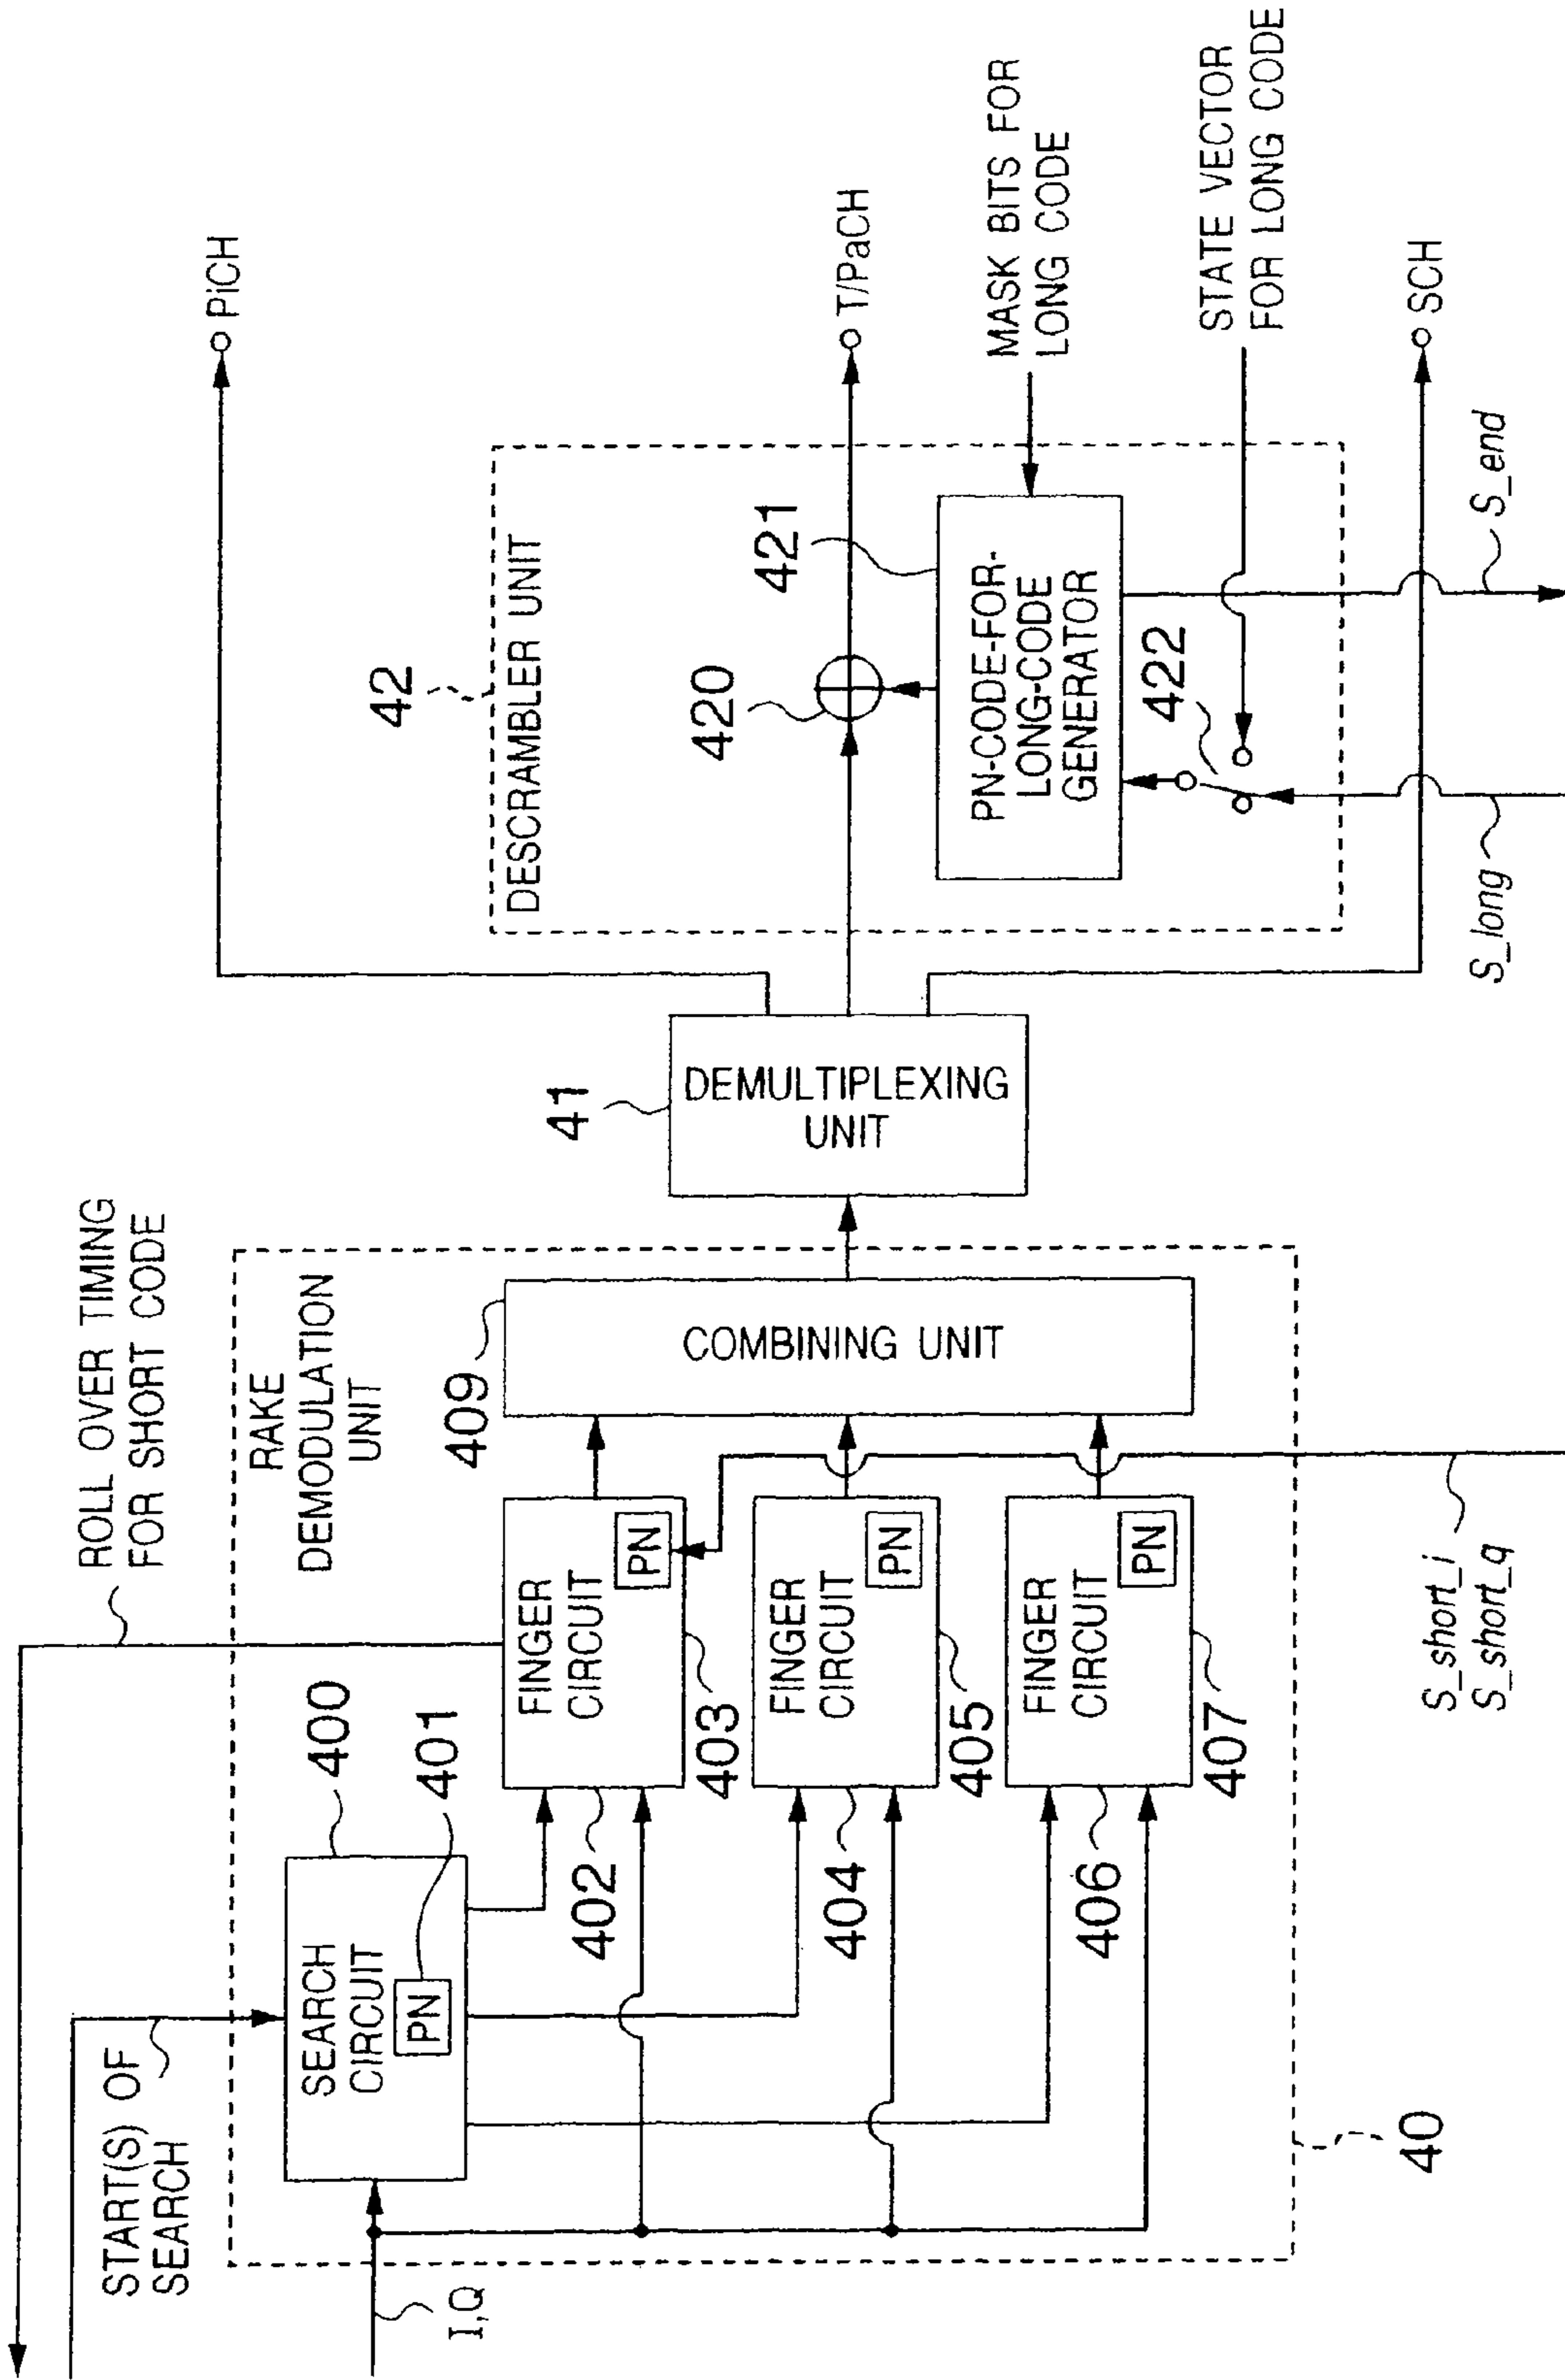 START(S) OF
SEARCH
I,Q
ROLL OVER TIMING
FOR SHORT CODE
RAKE
DEMODULATION
UNIT
400
401
SEARCH
CIRCUIT
PN
402
FINGER
CIRCUIT
PN
403
404
FINGER
CIRCUIT
PN
405
406
FINGER
CIRCUIT
PN
407
409
COMBINING UNIT
40
S_short_i
S_short_q
41
DEMULTIPLEXING
UNIT
42
DESCRAMBLER UNIT
420
421
PN-CODE-FOR-
LONG-CODE
GENERATOR
422
S_long
S_end
PiCH
T/PaCH
MASK BITS FOR
LONG CODE
STATE VECTOR
FOR LONG CODE
SCH